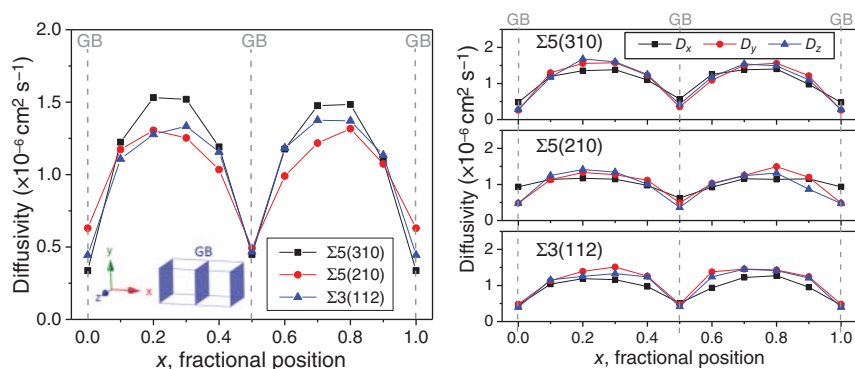 GB
GB
GB
2.0
1.5
1.0
0.5
0.0
Diffusivity (×10⁻⁶ cm² s⁻¹)
y
z
x
GB
Σ5(310)
Σ5(210)
Σ3(112)
0.0 0.2 0.4 0.6 0.8 1.0
x, fractional position
GB
GB
GB
Σ5(310)
Dx Dy Dz
2
1
0
Σ5(210)
2
1
0
Σ3(112)
2
1
0
Diffusivity (×10⁻⁶ cm² s⁻¹)
0.0 0.2 0.4 0.6 0.8 1.0
x, fractional position